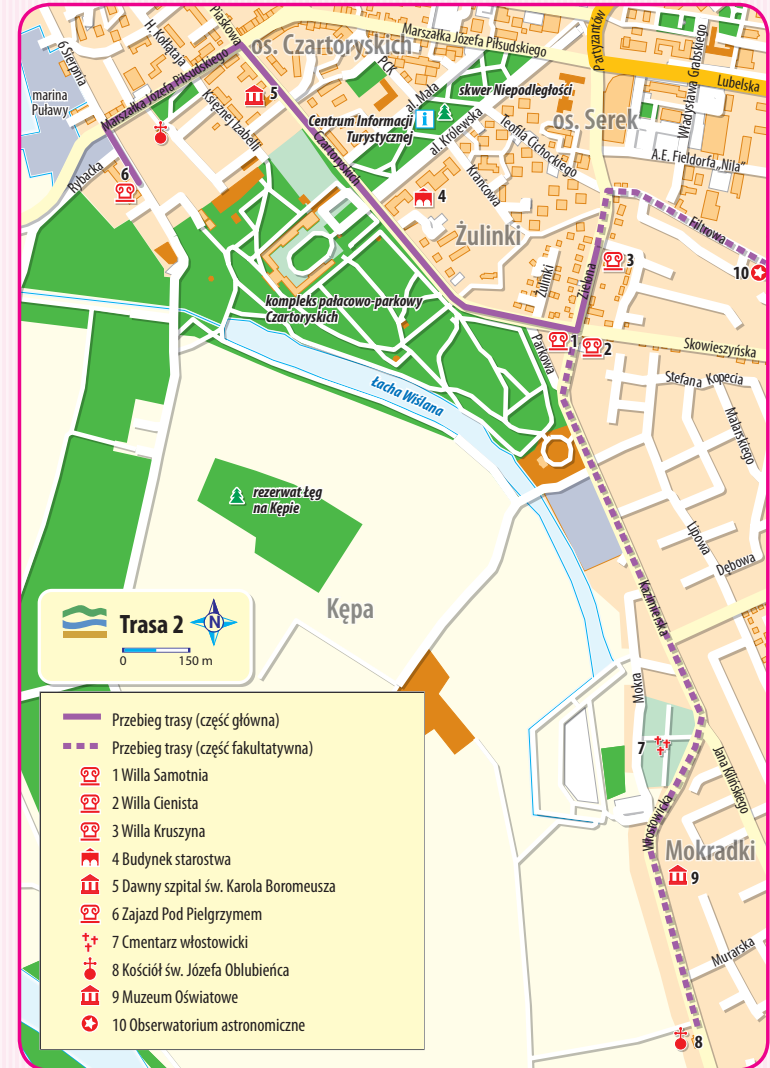 6 Sierpnia
H. Kołłątaja
Piaskowa
os. Czartoryskich
Marszałka Józefa Piłsudskiego
Partyzantów
Władysława Grabskiego
Lubelska
marina
Puławy
Marszałka Józefa Piłsudskiego
5
PCK
al. Mała
skwer Niepodległości
Księżnej Izabelli
Centrum Informacji
Turystycznej
i
al. Królewska
os. Serek
Teofila Cichockiego
A.E. Fieldorfa „Nila”
Czartoryskich
Rybacka
6
Krańcowa
4
Żulinki
Filtrowa
3
10
Żulinki
Zielona
kompleks pałacowo-parkowy
Czartoryskich
Parkowa
1
2
Skowieszyńska
Łacha Wiślana
Stefana Kopecia
Malarskiego
rezerwat Łęg
na Kępie
Lipowa
Dębowa
Kępa
Kazimierska
Trasa 2
N
0 150 m
Mokra
7
Jana Kilińskiego
Włostowicka
Mokradki
9
Murarska
8
Przebieg trasy (część główna)
Przebieg trasy (część fakultatywna)
1 Willa Samotnia
2 Willa Cienista
3 Willa Kruszyna
4 Budynek starostwa
5 Dawny szpital św. Karola Boromeusza
6 Zajazd Pod Pielgrzymem
7 Cmentarz włostowicki
8 Kościół św. Józefa Oblubieńca
9 Muzeum Oświatowe
10 Obserwatorium astronomiczne